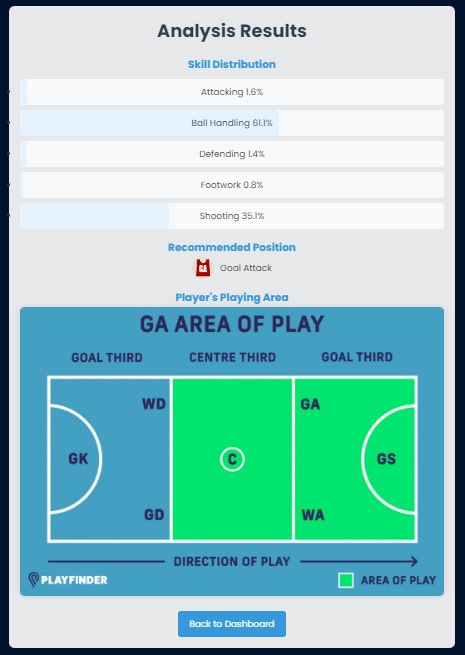 Analysis Results
Skill Distribution
Attacking 1.6%
Ball Handling 61.1%
Defending 1.4%
Footwork 0.8%
Shooting 35.1%
Recommended Position
GA Goal Attack
Player's Playing Area
GA AREA OF PLAY
GOAL THIRD CENTRE THIRD GOAL THIRD
WD GA
GK C GS
GD WA
DIRECTION OF PLAY
PLAYFINDER AREA OF PLAY
Back to Dashboard